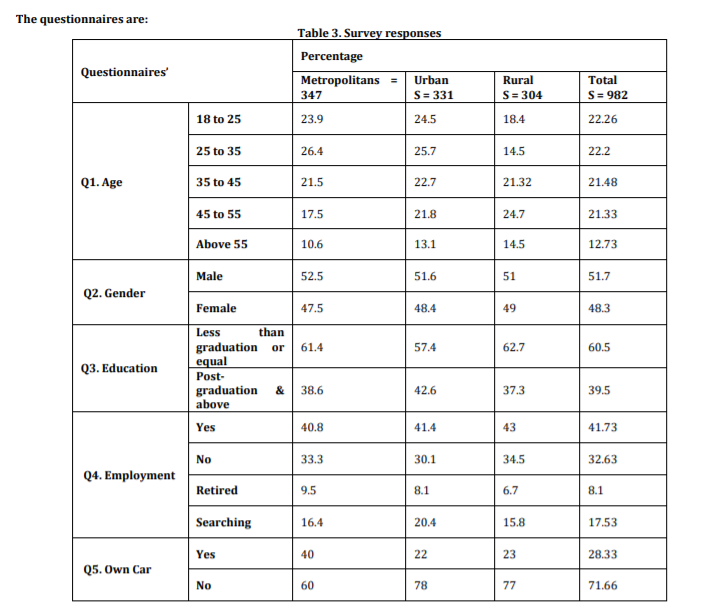 The questionnaires are:
Table 3. Survey responses
Questionnaires’
Percentage
Metropolitans =
347
Urban
S = 331
Rural
S = 304
Total
S = 982
Q1. Age
18 to 25
23.9
24.5
18.4
22.26
25 to 35
26.4
25.7
14.5
22.2
35 to 45
21.5
22.7
21.32
21.48
45 to 55
17.5
21.8
24.7
21.33
Above 55
10.6
13.1
14.5
12.73
Q2. Gender
Male
52.5
51.6
51
51.7
Female
47.5
48.4
49
48.3
Q3. Education
Less than
graduation or
equal
61.4
57.4
62.7
60.5
Post-
graduation &
above
38.6
42.6
37.3
39.5
Q4. Employment
Yes
40.8
41.4
43
41.73
No
33.3
30.1
34.5
32.63
Retired
9.5
8.1
6.7
8.1
Searching
16.4
20.4
15.8
17.53
Q5. Own Car
Yes
40
22
23
28.33
No
60
78
77
71.66